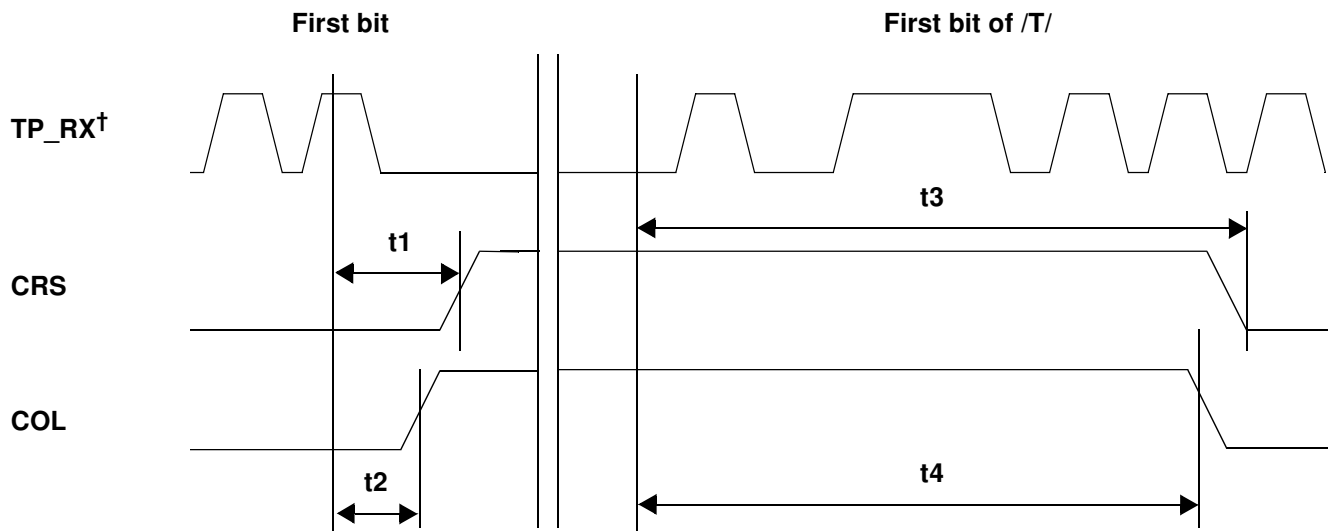 First bit
First bit of /T/
TP_RX†
t3
t1
CRS
COL
t2
t4